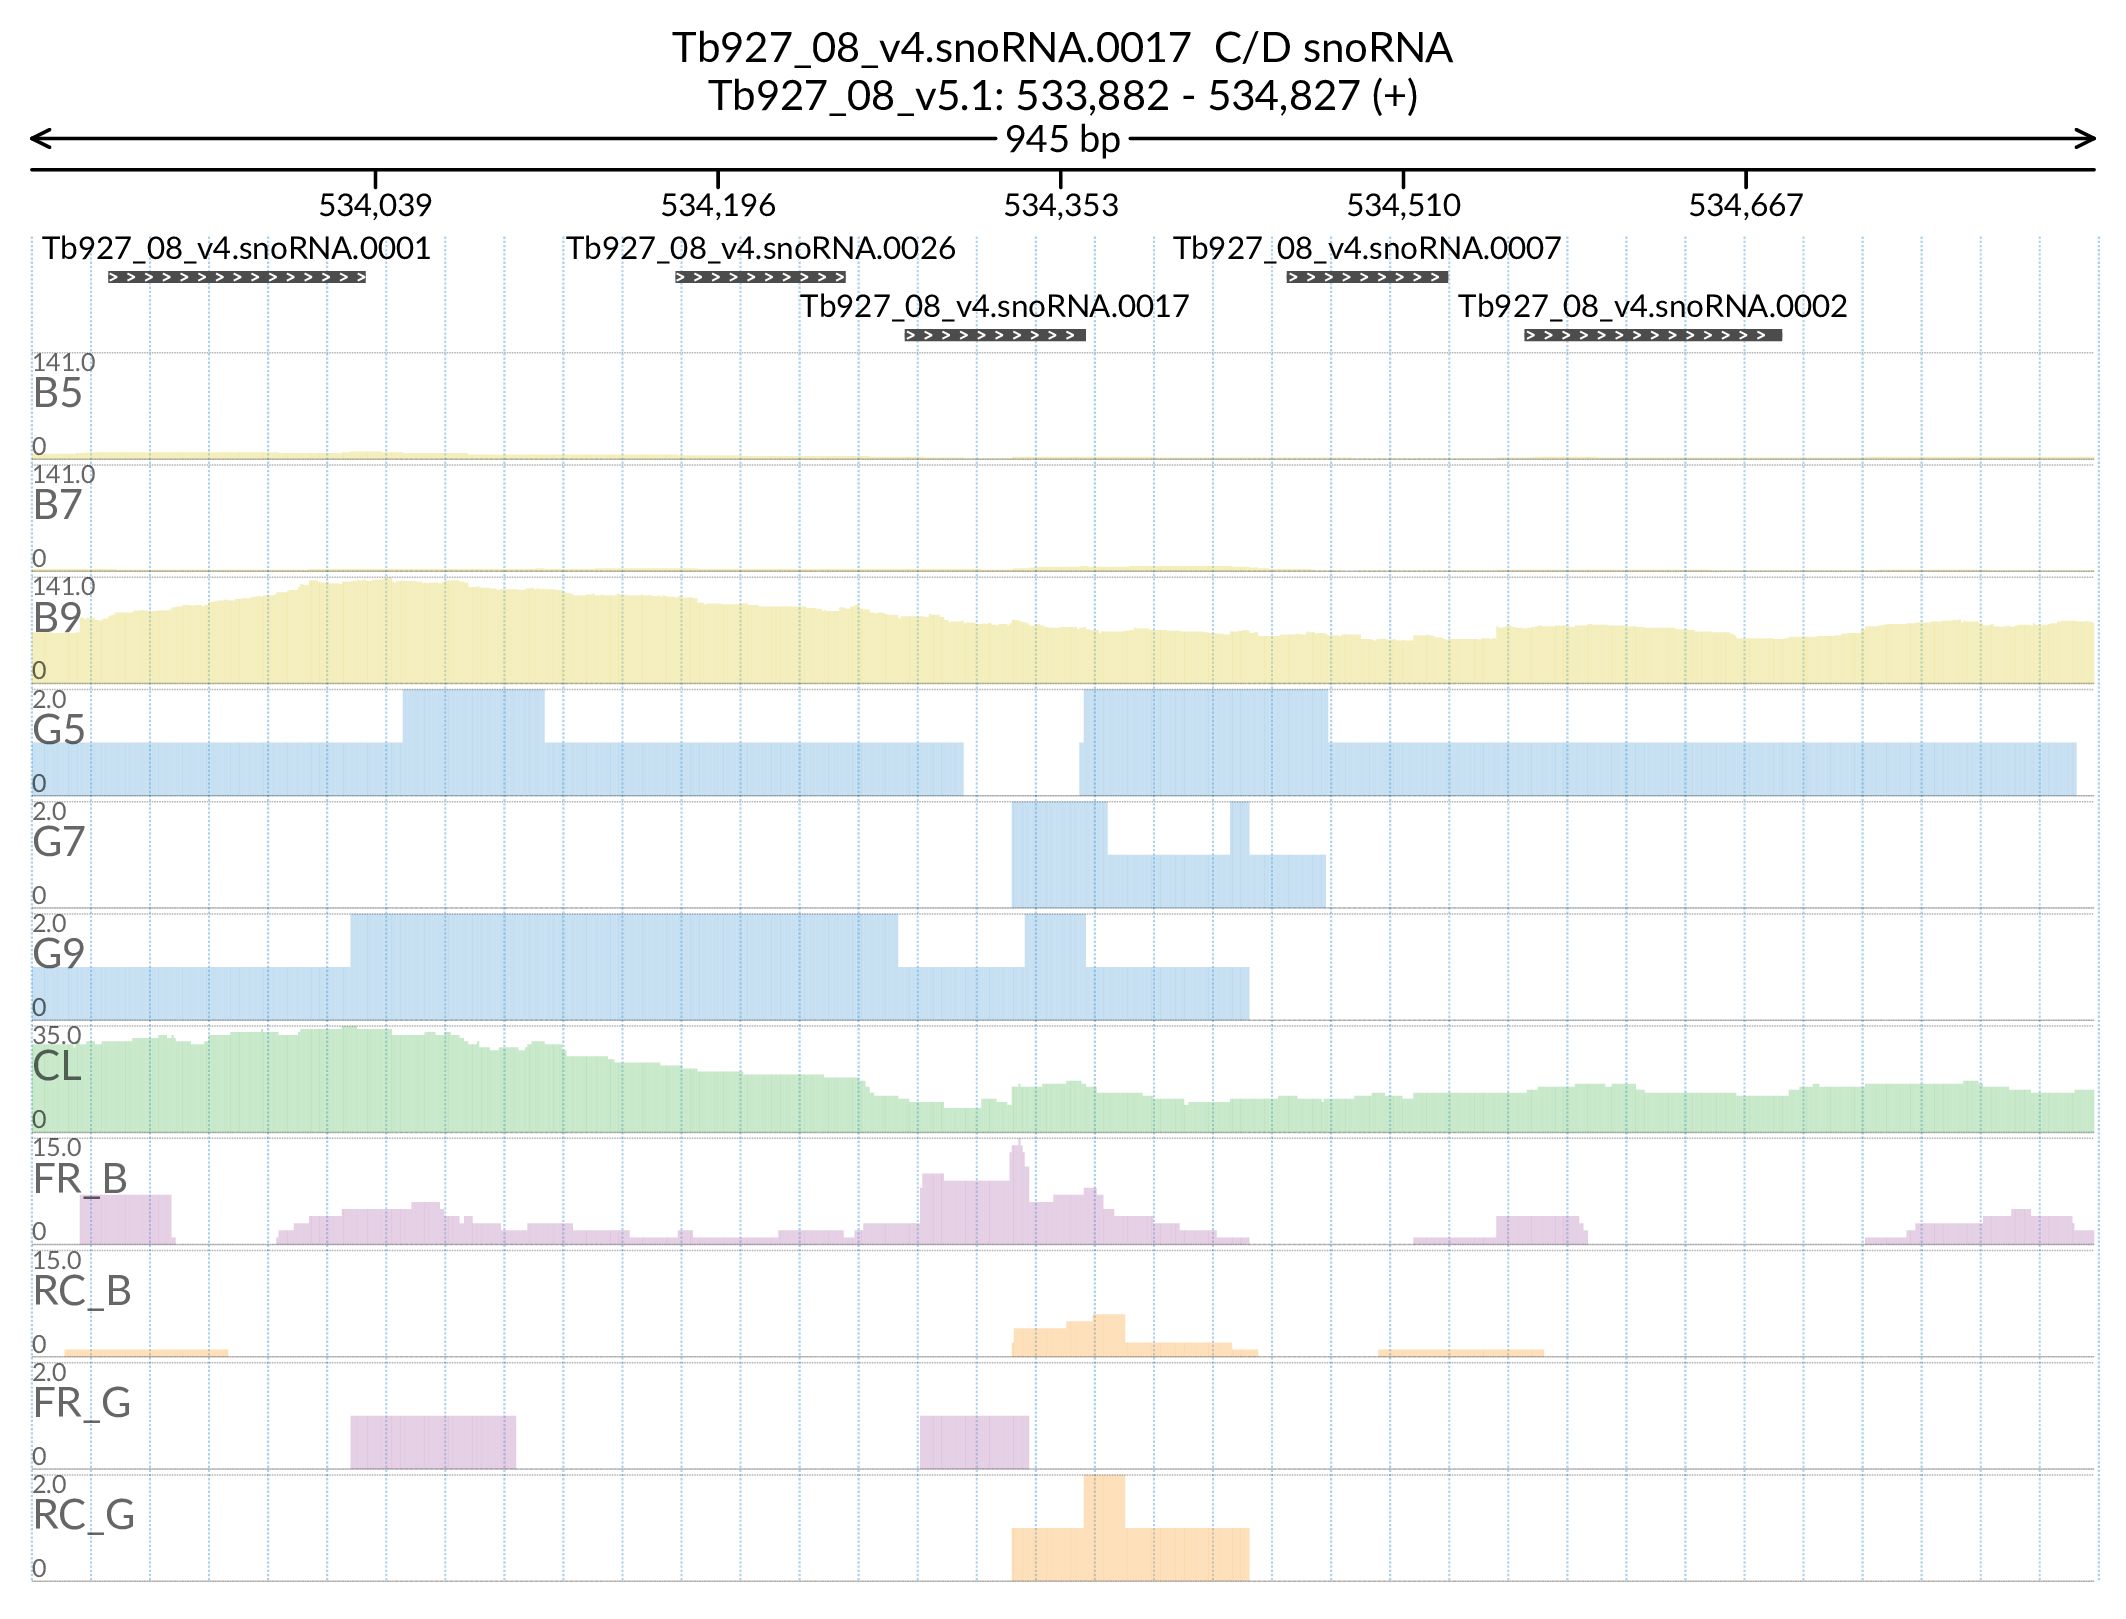 Tb927_08_v4.snoRNA.0017  C/D snoRNA
Tb927_08_v5.1: 533,882 - 534,827 (+)
945 bp
534,039 534,196 534,353 534,510 534,667
Tb927_08_v4.snoRNA.0001 Tb927_08_v4.snoRNA.0026 Tb927_08_v4.snoRNA.0007
Tb927_08_v4.snoRNA.0017 Tb927_08_v4.snoRNA.0002
141.0
B5
0
141.0
B7
0
141.0
B9
0
2.0
G5
0
2.0
G7
0
2.0
G9
0
35.0
CL
0
15.0
FR_B
0
15.0
RC_B
0
2.0
FR_G
0
2.0
RC_G
0